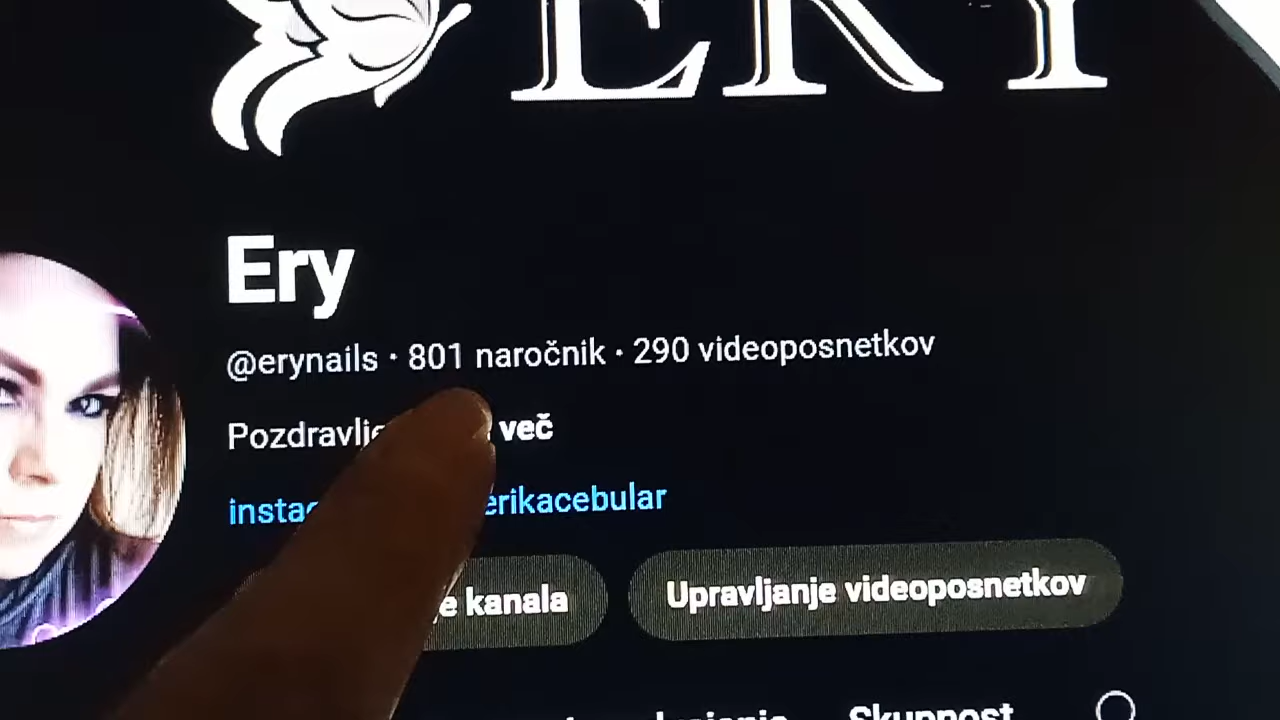 ERY
Ery
@erynails · 801 naročnik · 290 videoposnetkov
več
erikacebular
kanala
Upravljanje videoposnetkov
Skupnost